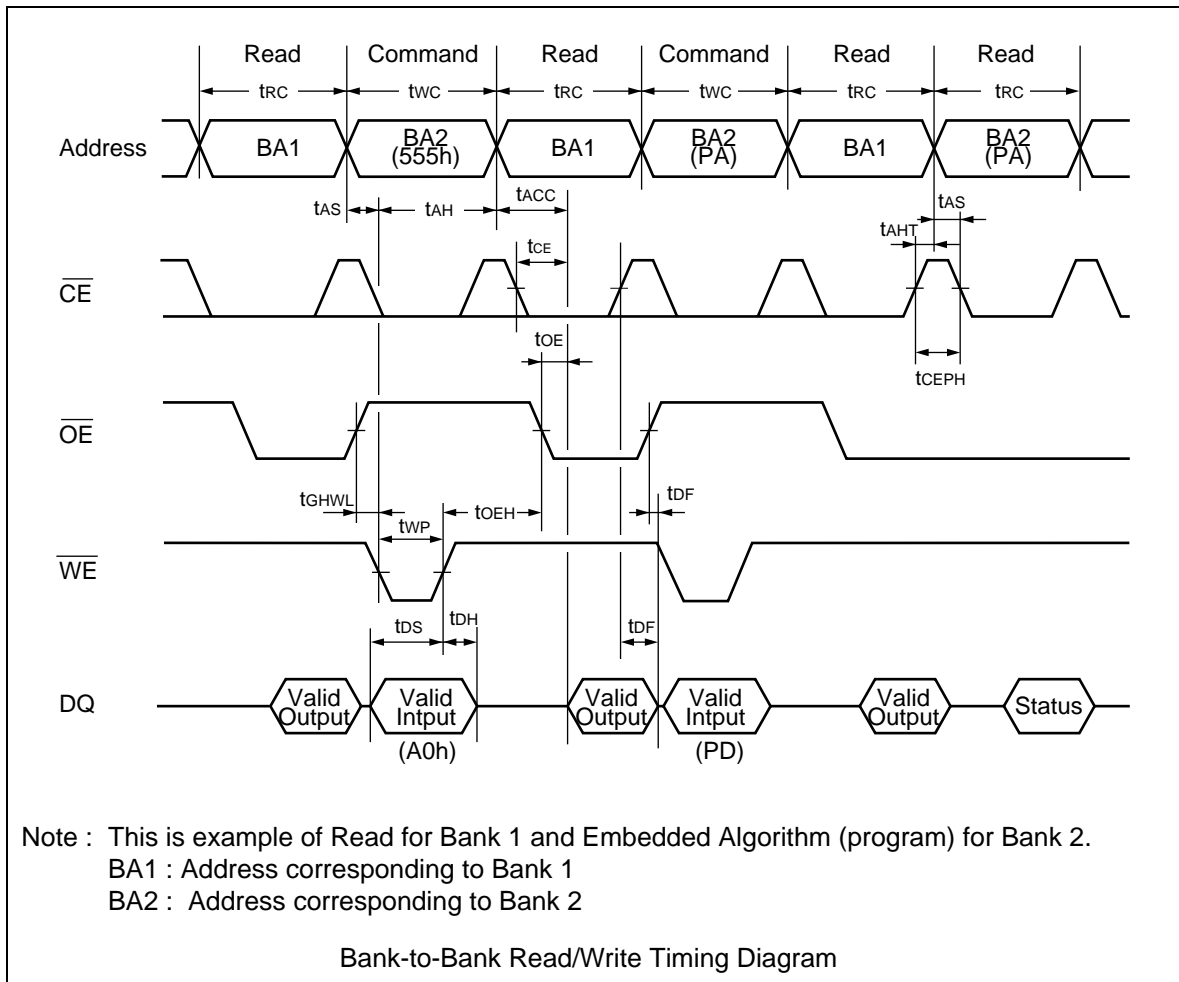 Read Command Read Command Read Read
tRC tWC tRC tWC tRC tRC
Address BA1 BA2 (555h) BA1 BA2 (PA) BA1 BA2 (PA)
tAS tAH tACC tAS
tAHT
tCE
CE
tOE
tCEPH
OE
tGHWL tWP tOEH tDF
WE
tDS tDH tDF
DQ Valid Output Valid Intput Valid Output Valid Intput Valid Output Status
(A0h) (PD)
Note : This is example of Read for Bank 1 and Embedded Algorithm (program) for Bank 2.
BA1 : Address corresponding to Bank 1
BA2 : Address corresponding to Bank 2
Bank-to-Bank Read/Write Timing Diagram